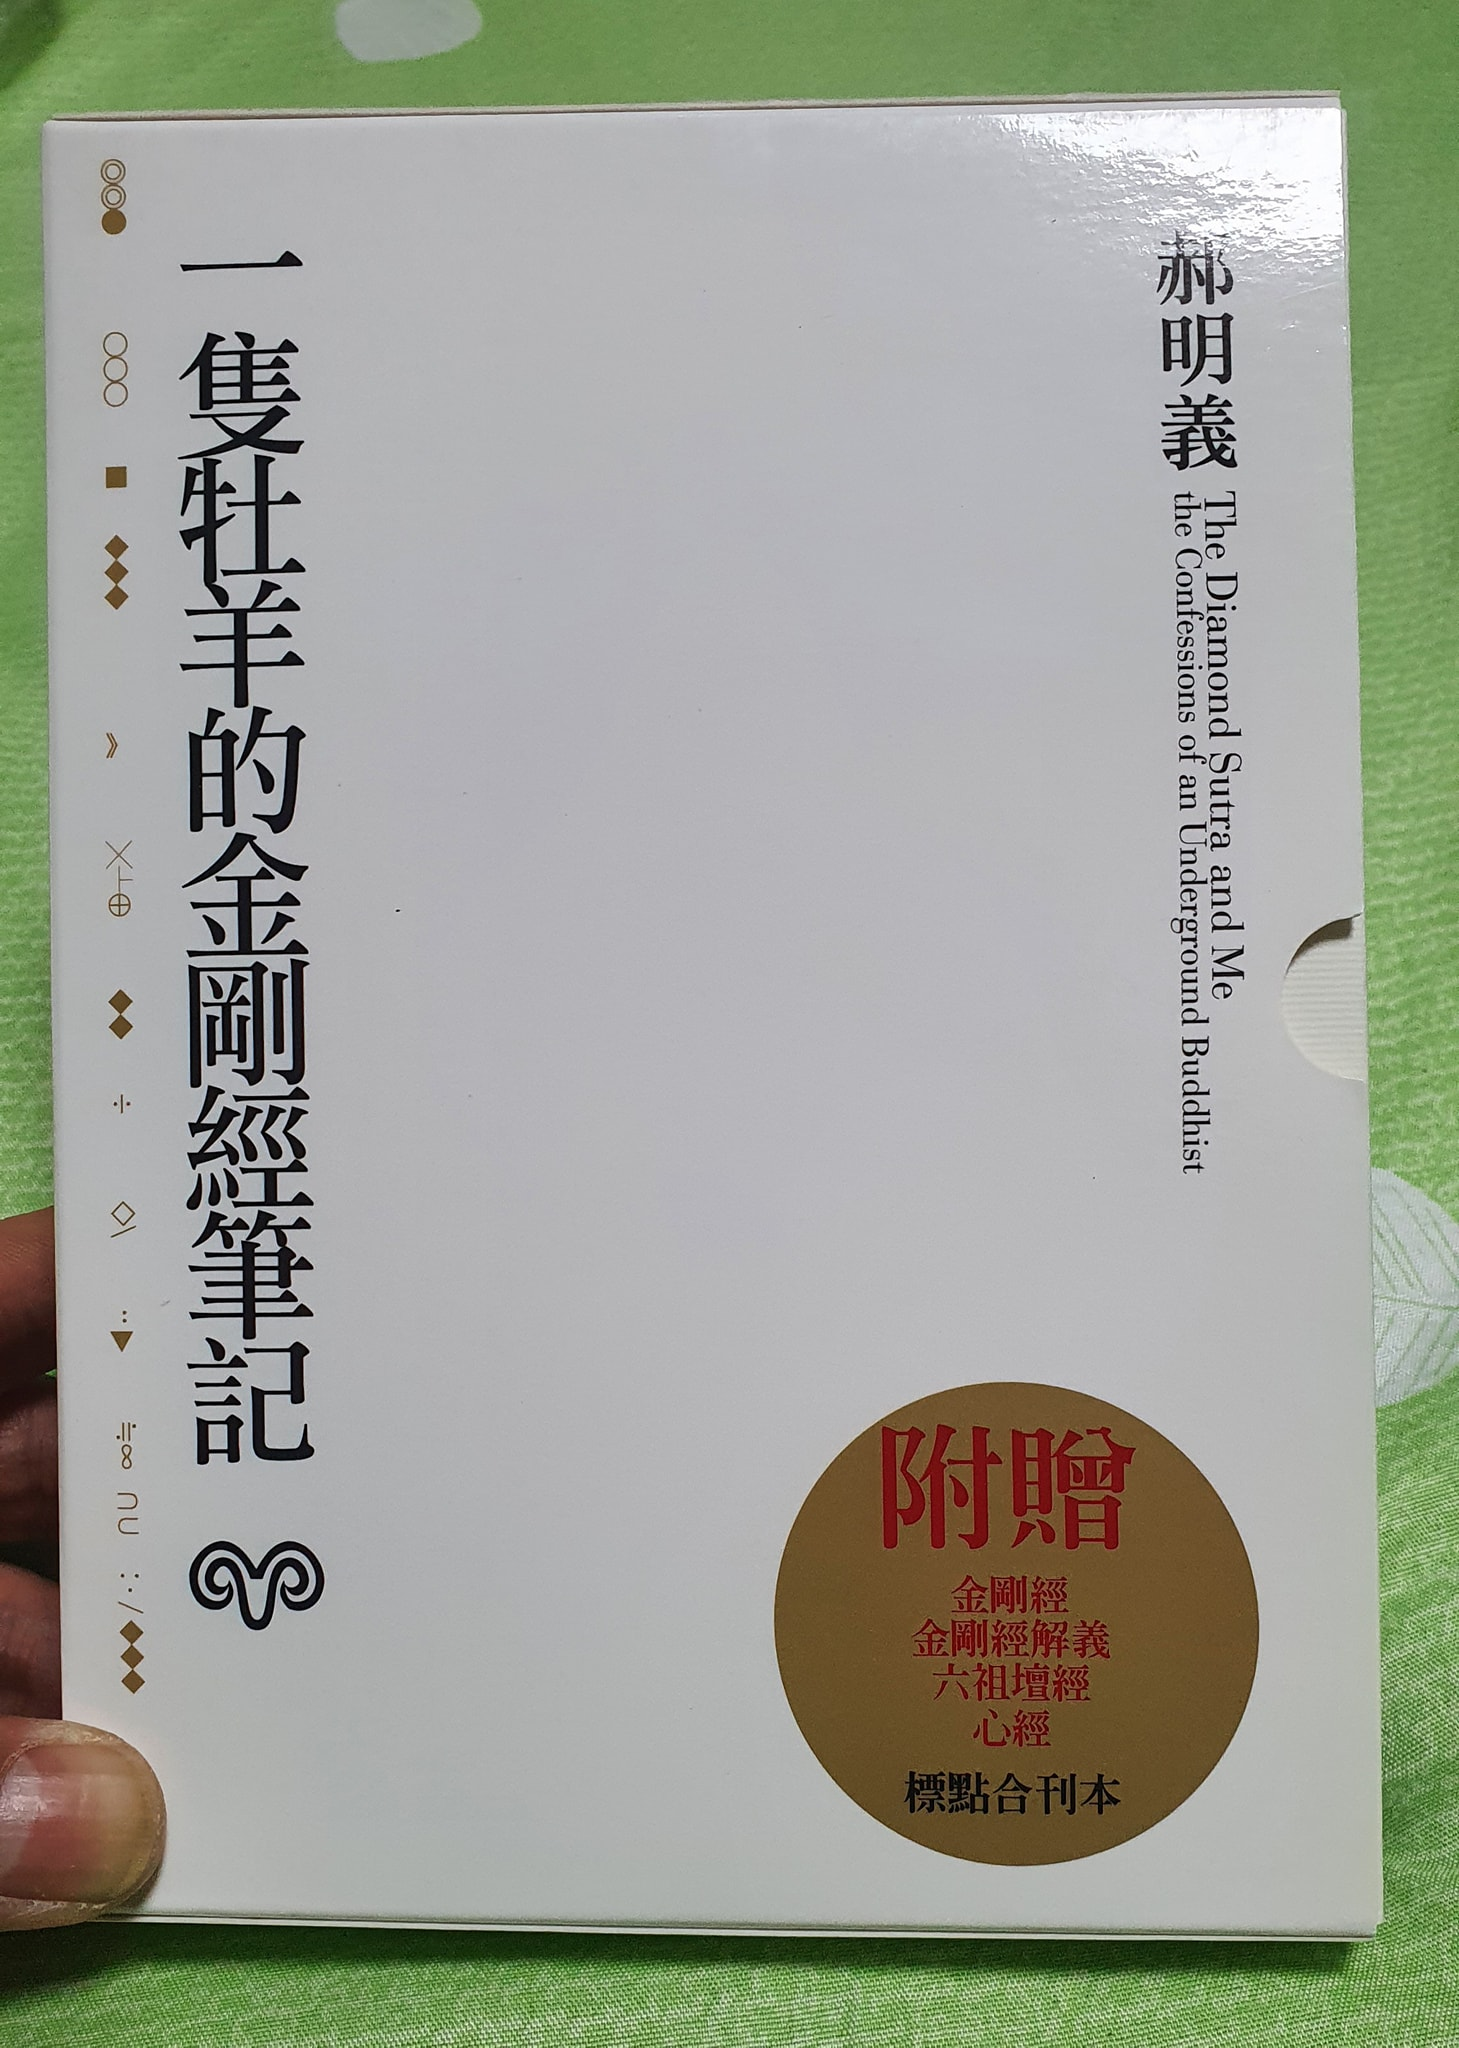 郝明義
The Diamond Sutra and Me
the Confessions of an Underground Buddhist
一隻牡羊的金剛經筆記
附贈
金剛經
金剛經解義
六祖壇經
心經
標點合刊本